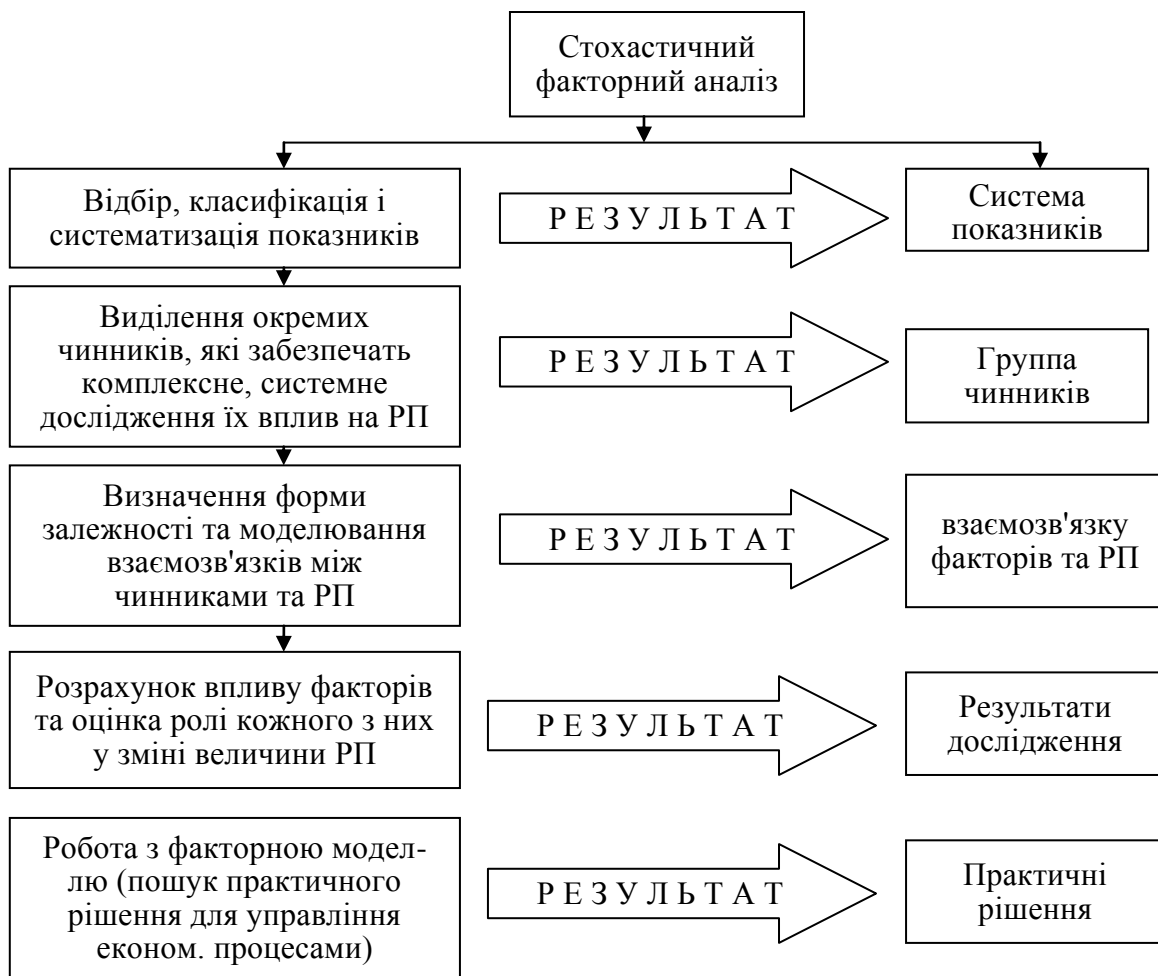 Стохастичний
факторний аналіз
Відбір, класифікація і
систематизація показників
Р Е З У Л Ь Т А Т
Система
показників
Виділення окремих
чинників, які забезпечать
комплексне, системне
дослідження їх вплив на РП
Р Е З У Л Ь Т А Т
Группа
чинників
Визначення форми
залежності та моделювання
взаємозв'язків між
чинниками та РП
Р Е З У Л Ь Т А Т
взаємозв'язку
факторів та РП
Розрахунок впливу факторів
та оцінка ролі кожного з них
у зміні величини РП
Р Е З У Л Ь Т А Т
Результати
дослідження
Робота з факторною модел-
лю (пошук практичного
рішення для управління
економ. процесами)
Р Е З У Л Ь Т А Т
Практичні
рішення